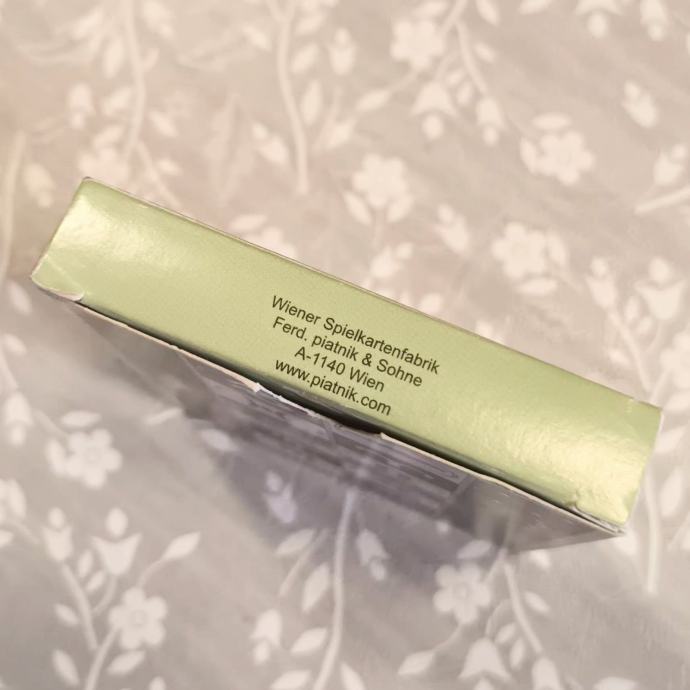 Wiener Spielkartenfabrik
Ferd. piatnik & Sohne
A-1140 Wien
www.piatnik.com